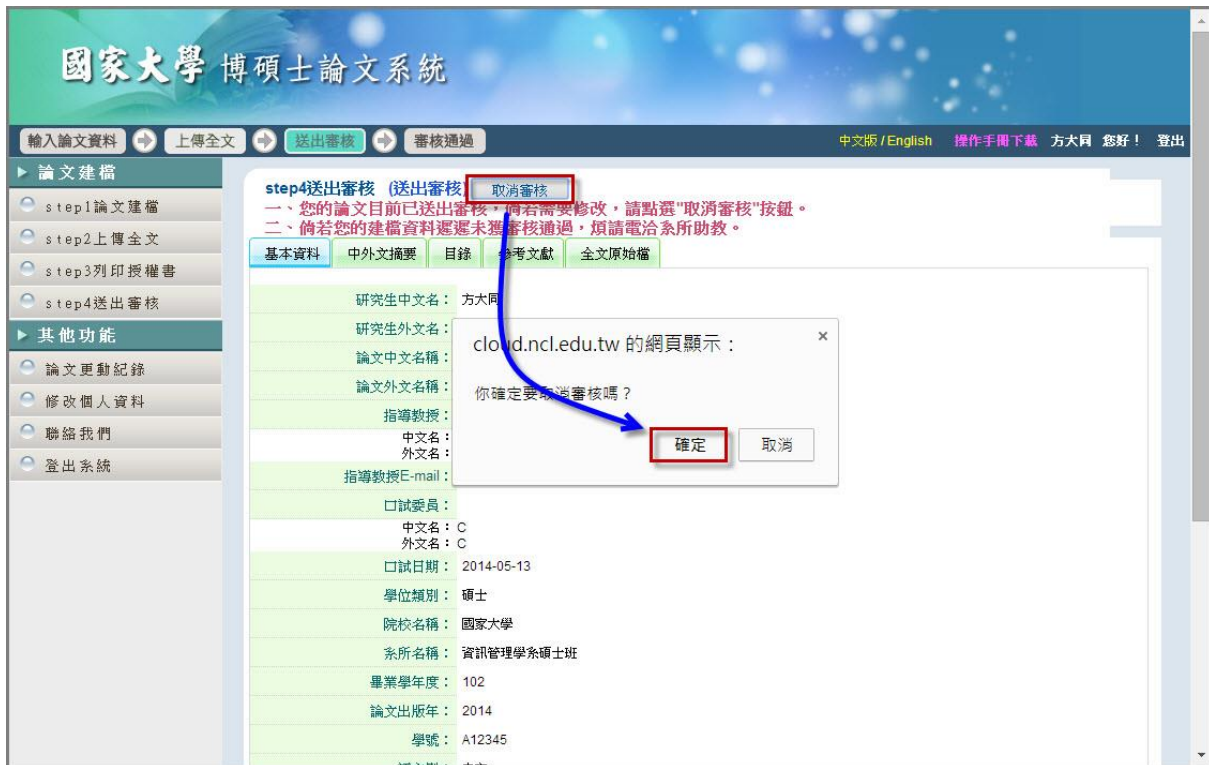 國家大學 博碩士論文系統
輸入論文資料 上傳全文 送出審核 審核通過 中文版 / English 操作手冊下載 方大同 您好！ 登出
論文建檔
step1論文建檔
step2上傳全文
step3列印授權書
step4送出審核
其他功能
論文更動紀錄
修改個人資料
聯絡我們
登出系統
step4送出審核 (送出審核) 取消審核
一、您的論文目前已送出審核，倘若需要修改，請點選"取消審核"按鈕。
二、倘若您的建檔資料遲遲未獲審核通過，煩請電洽系所助教。
基本資料 中外文摘要 目錄 參考文獻 全文原始檔
研究生中文名： 方大同
研究生外文名：
論文中文名稱：
論文外文名稱：
指導教授：
中文名：
外文名：
指導教授E-mail：
cloud.ncl.edu.tw 的網頁顯示： ×
你確定要取消審核嗎？
確定 取消
口試委員：
中文名： C
外文名： C
口試日期： 2014-05-13
學位類別： 碩士
院校名稱： 國家大學
系所名稱： 資訊管理學系碩士班
畢業學年度： 102
論文出版年： 2014
學號： A12345